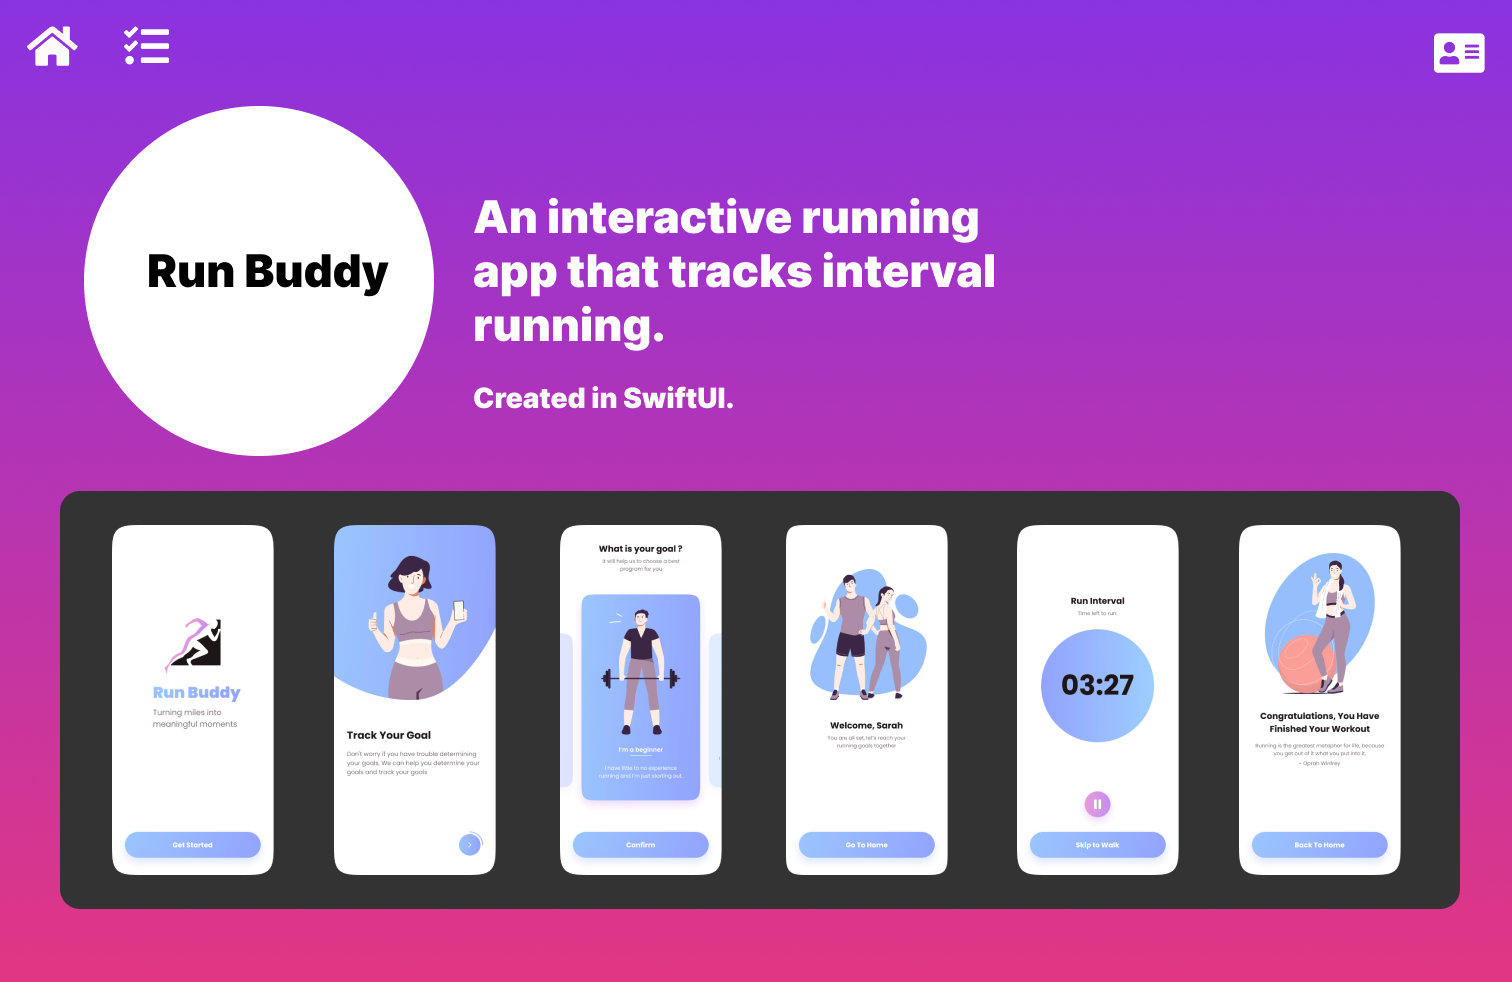 Run Buddy
An interactive running
app that tracks interval
running.
Created in SwiftUI.
Run Buddy
Turning miles into
meaningful moments
Get Started
Track Your Goal
Don't worry if you have trouble determining
your goals, We can help you determine your
goals and track your goals
What is your goal ?
It will help us to choose a best
program for you
I'm a beginner
I have little to no experience
running and I'm just starting out.
Confirm
Welcome, Sarah
You are all set, let's reach your
running goals together
Go To Home
Run Interval
Time left to run.
03:27
Skip to Walk
Congratulations, You Have
Finished Your Workout
Running is the greatest metaphor for life, because
you get out of it what you put into it.
- Oprah Winfrey
Back To Home